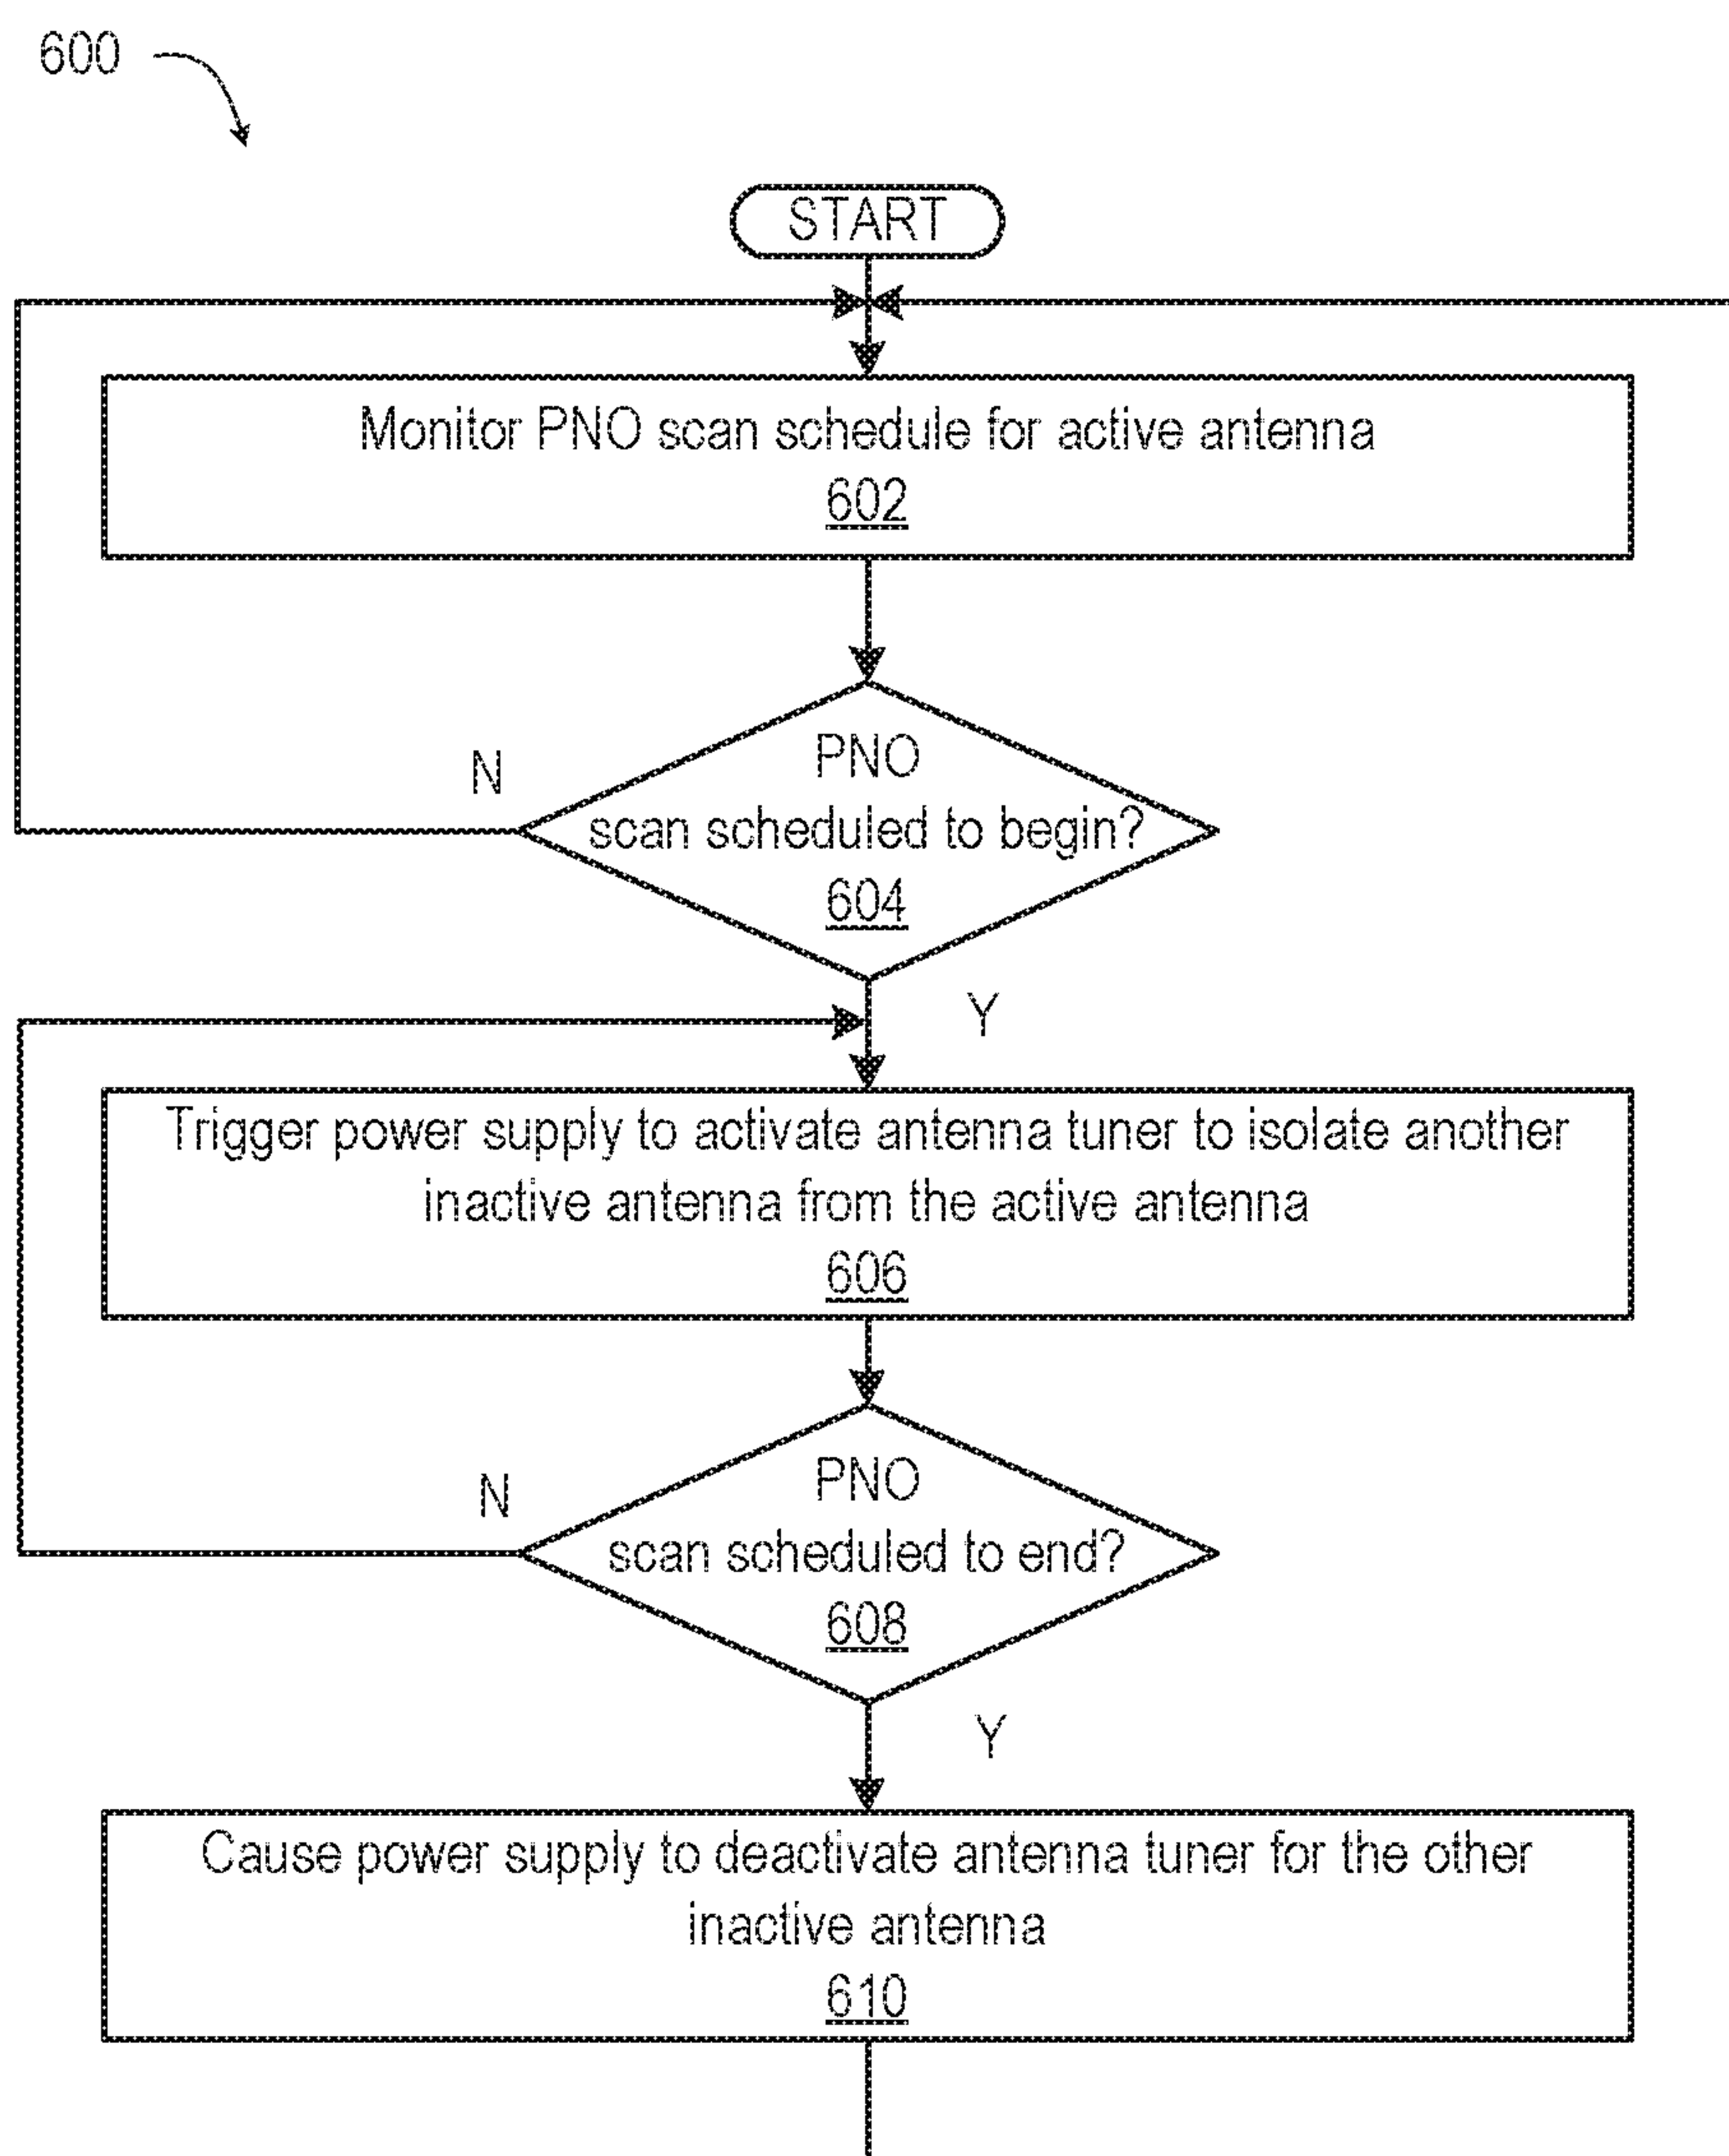 600
START
Monitor PNO scan schedule for active antenna
602
PNO
N
scan scheduled to begin?
604
Y
Trigger power supply to activate antenna tuner to isolate another
inactive antenna from the active antenna
606
PNO
N
scan scheduled to end?
608
Y
Cause power supply to deactivate antenna tuner for the other
inactive antenna
610